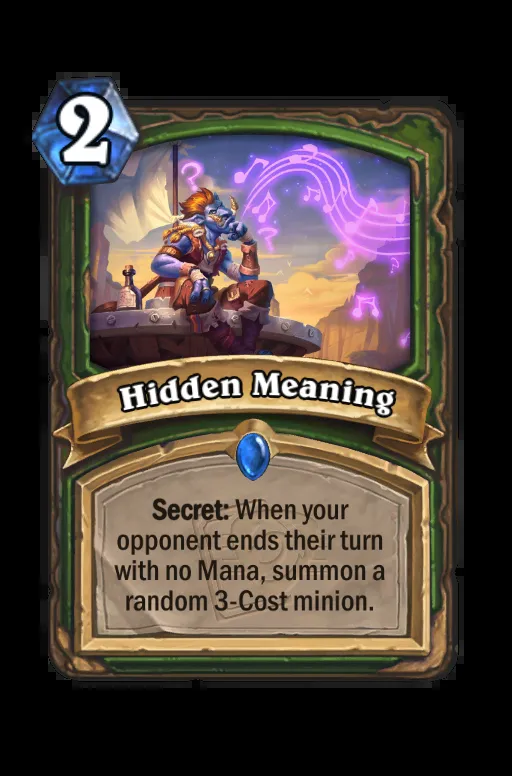 2
Hidden Meaning
Secret: When your
opponent ends their turn
with no Mana, summon a
random 3-Cost minion.